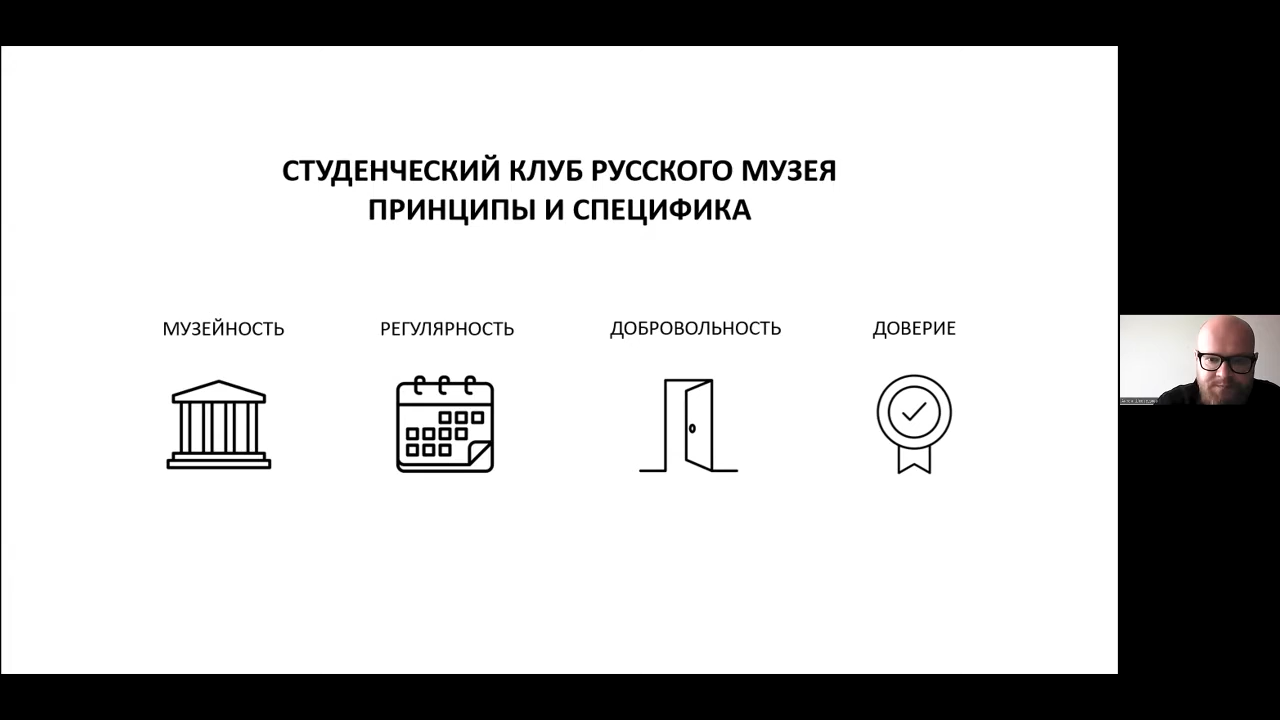 СТУДЕНЧЕСКИЙ КЛУБ РУССКОГО МУЗЕЯ
ПРИНЦИПЫ И СПЕЦИФИКА
МУЗЕЙНОСТЬ
РЕГУЛЯРНОСТЬ
ДОБРОВОЛЬНОСТЬ
ДОВЕРИЕ